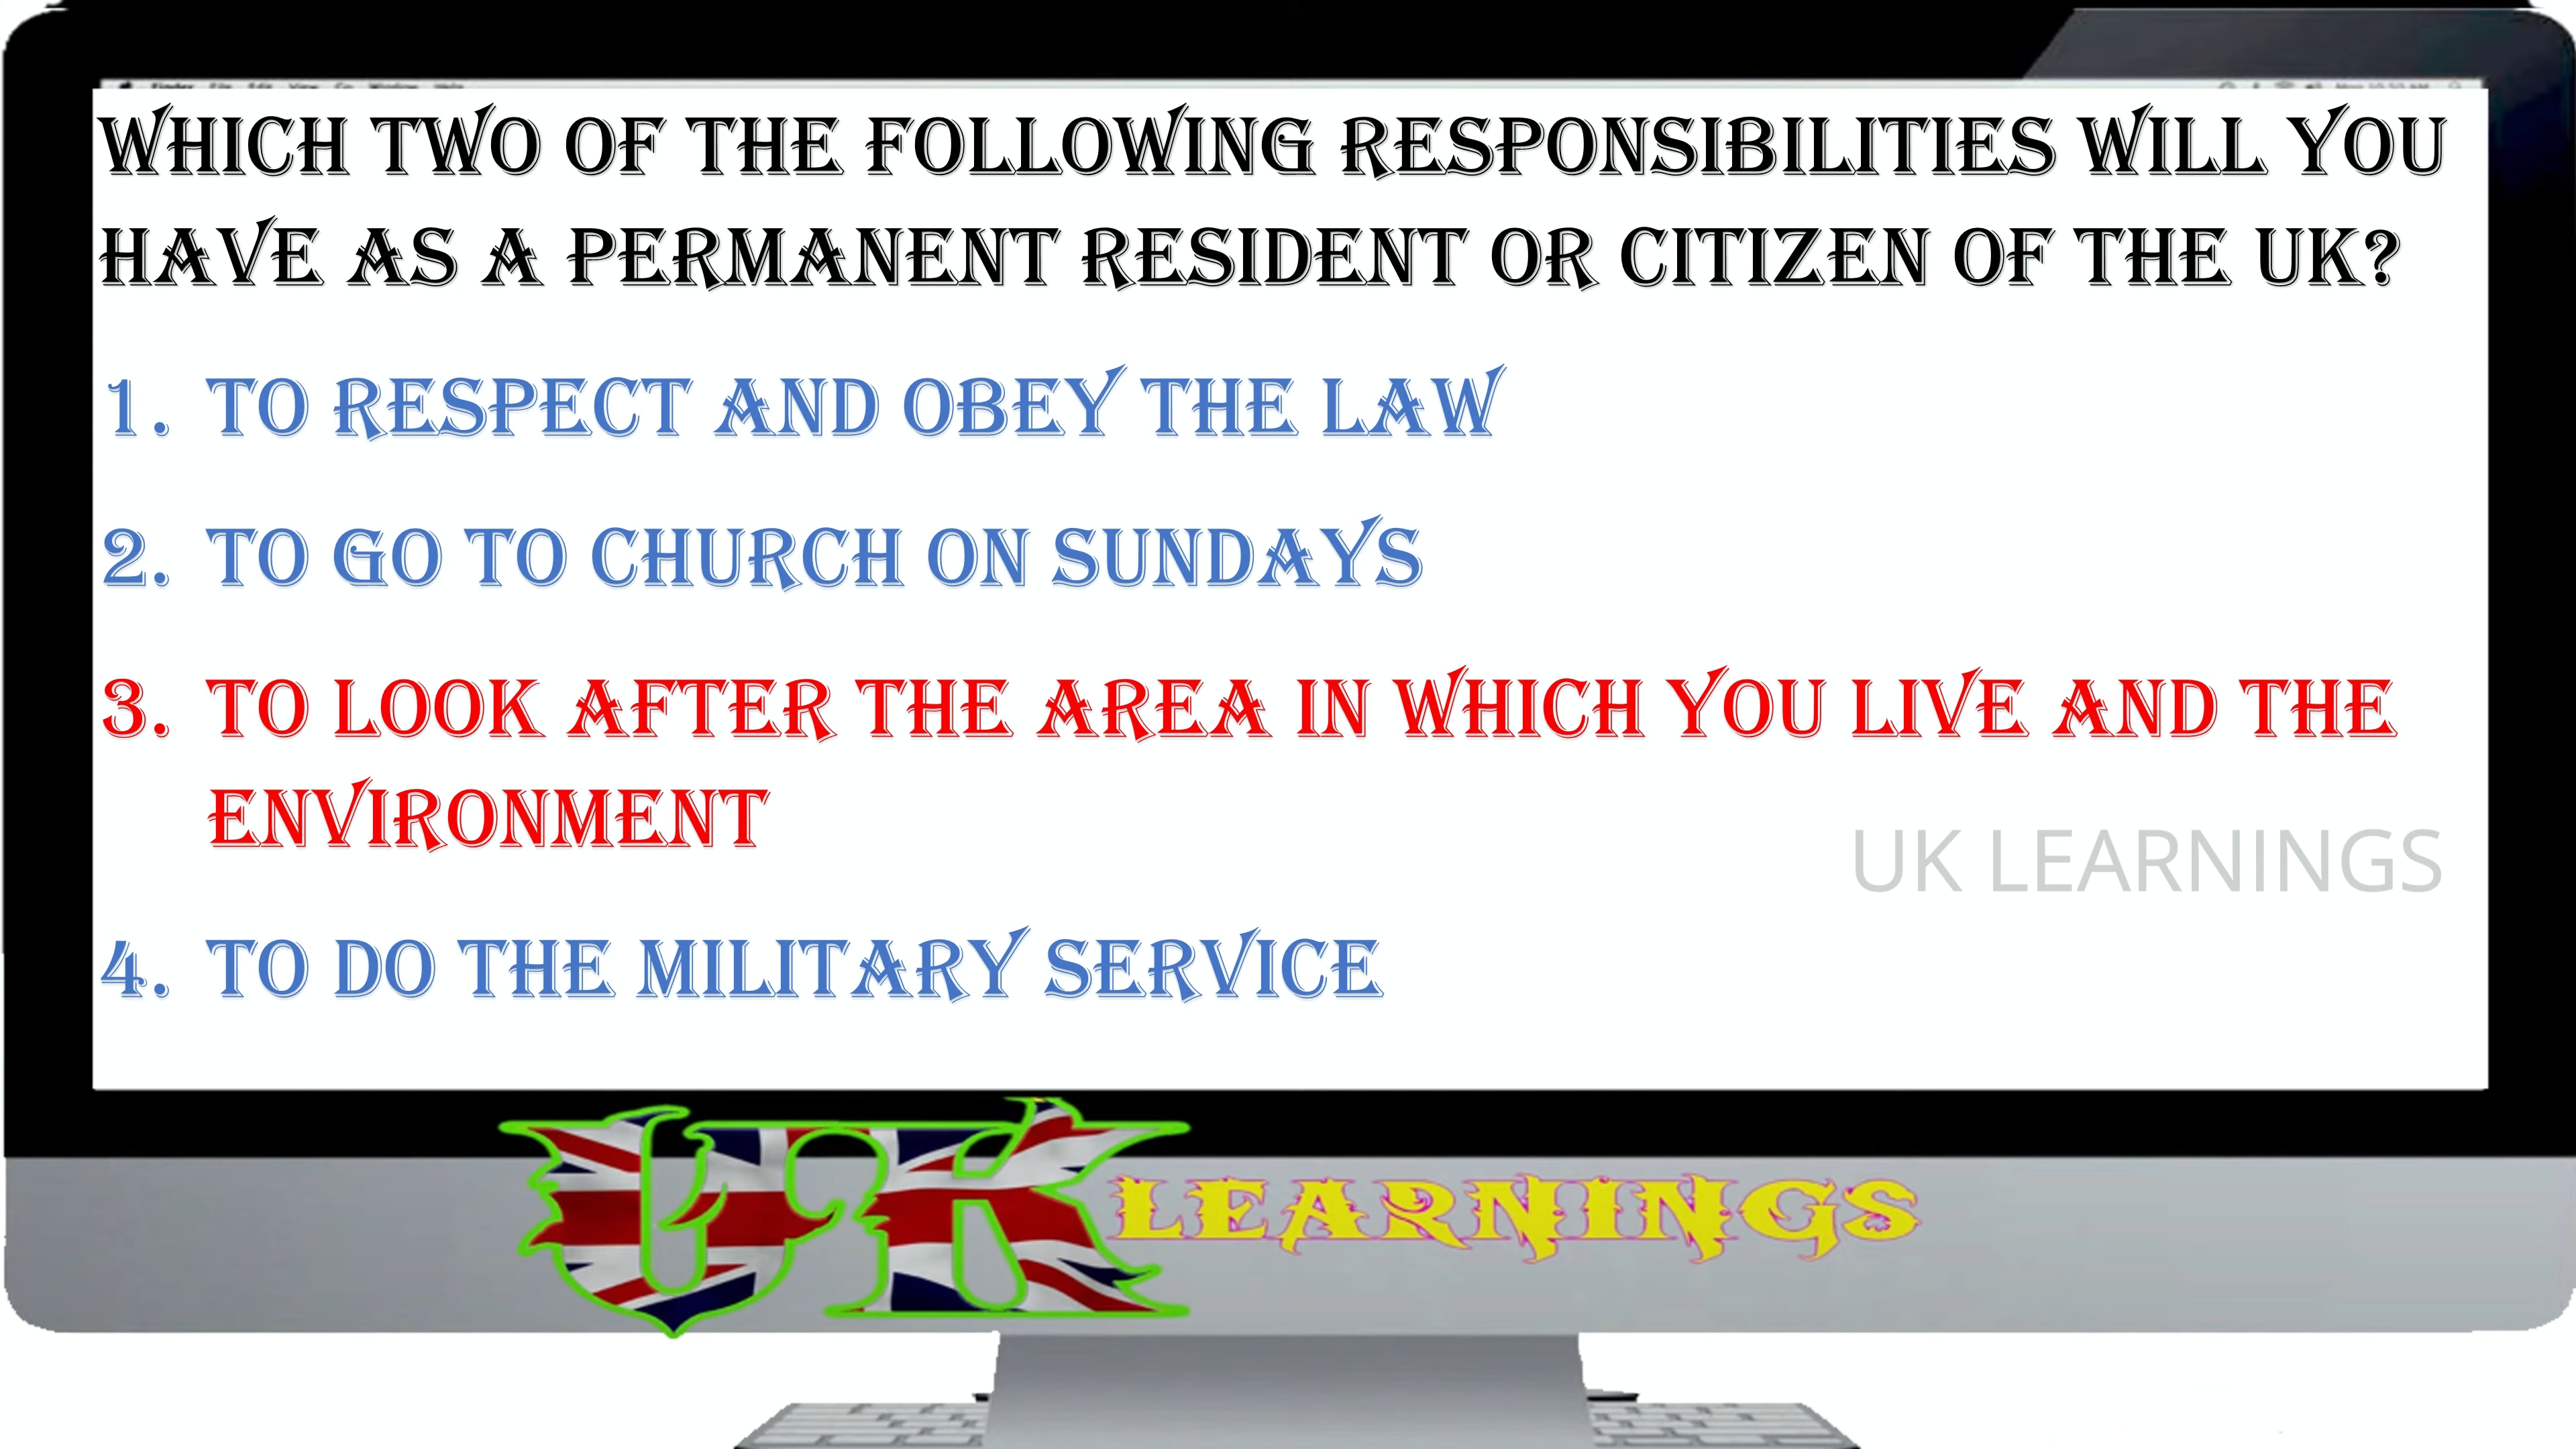 WHICH TWO OF THE FOLLOWING RESPONSIBILITIES WILL YOU
HAVE AS A PERMANENT RESIDENT OR CITIZEN OF THE UK?
1. TO RESPECT AND OBEY THE LAW
2. TO GO TO CHURCH ON SUNDAYS
3. TO LOOK AFTER THE AREA IN WHICH YOU LIVE AND THE
ENVIRONMENT
UK LEARNINGS
4. TO DO THE MILITARY SERVICE
UK LEARNINGS